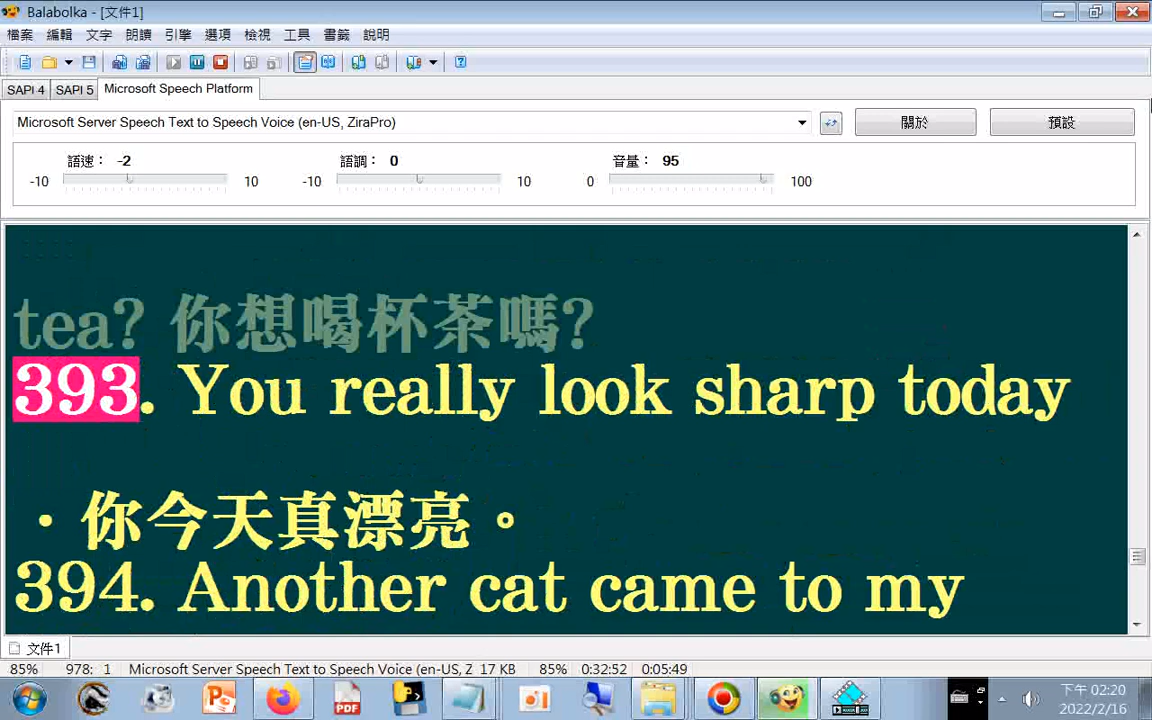 Balabolka - [文件1]
檔案 編輯 文字 朗讀 引擎 選項 檢視 工具 書籤 說明
SAPI 4 SAPI 5 Microsoft Speech Platform
Microsoft Server Speech Text to Speech Voice (en-US, ZiraPro) 關於 預設
語速： -2 語調： 0 音量： 95
-10 10 -10 10 0 100
tea? 你想喝杯茶嗎?
393. You really look sharp today
．你今天真漂亮。
394. Another cat came to my
文件1
85% 978: 1 Microsoft Server Speech Text to Speech Voice (en-US, Z 17 KB 85% 0:32:52 0:05:49
PDF
下午 02:20
2022/2/16